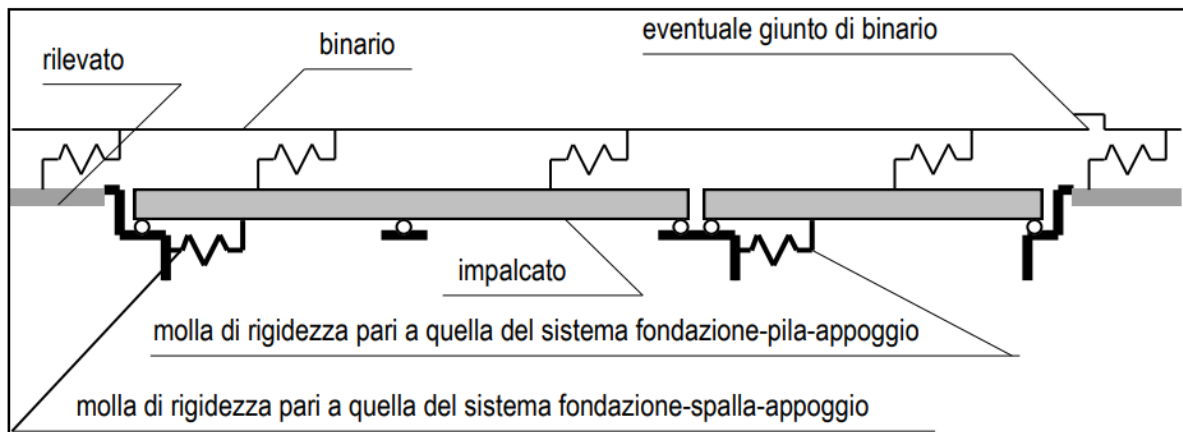 eventuale giunto di binario
binario
rilevato
impalcato
molla di rigidezza pari a quella del sistema fondazione-pila-appoggio
molla di rigidezza pari a quella del sistema fondazione-spalla-appoggio